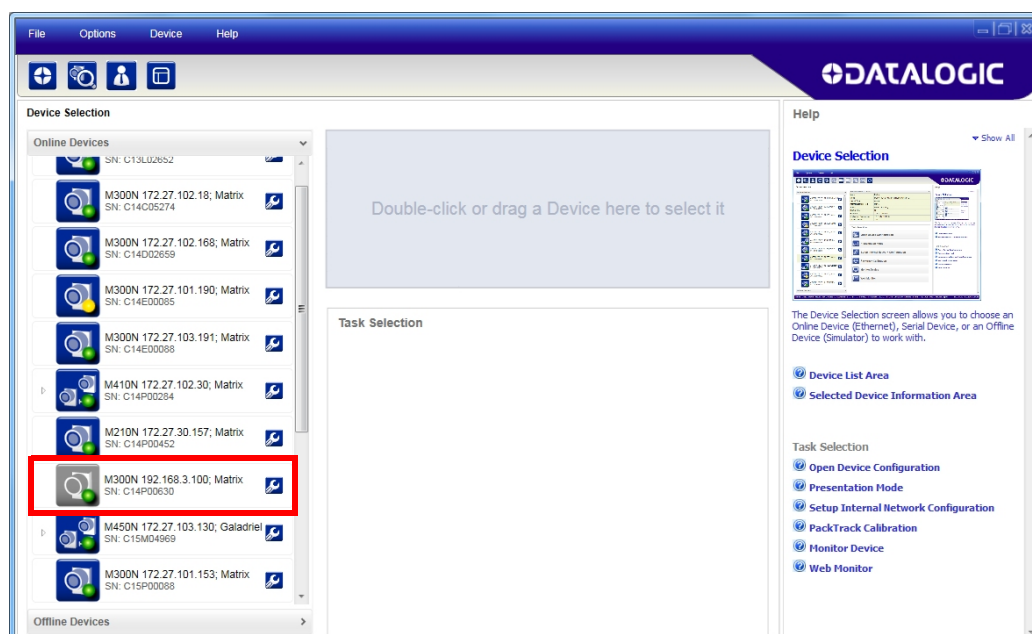 File Options Device Help
DATALOGIC
Device Selection
Online Devices
SN: C13L02652
M300N 172.27.102.18; Matrix
SN: C14C05274
M300N 172.27.102.168; Matrix
SN: C14D02659
M300N 172.27.101.190; Matrix
SN: C14E00085
M300N 172.27.103.191; Matrix
SN: C14E00088
M410N 172.27.102.30; Matrix
SN: C14P00284
M210N 172.27.30.157; Matrix
SN: C14P00452
M300N 192.168.3.100; Matrix
SN: C14P00630
M450N 172.27.103.130; Galadriel
SN: C15M04969
M300N 172.27.101.153; Matrix
SN: C15P00088
Offline Devices
Double-click or drag a Device here to select it
Task Selection
Help
Show All
Device Selection
DATALOGIC
The Device Selection screen allows you to choose an
Online Device (Ethernet), Serial Device, or an Offline
Device (Simulator) to work with.
Device List Area
Selected Device Information Area
Task Selection
Open Device Configuration
Presentation Mode
Setup Internal Network Configuration
PackTrack Calibration
Monitor Device
Web Monitor